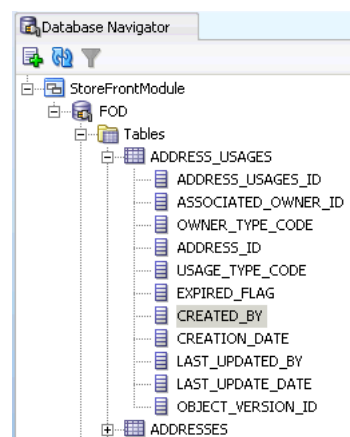 Database Navigator
StoreFrontModule
FOD
Tables
ADDRESS_USAGES
ADDRESS_USAGES_ID
ASSOCIATED_OWNER_ID
OWNER_TYPE_CODE
ADDRESS_ID
USAGE_TYPE_CODE
EXPIRED_FLAG
CREATED_BY
CREATION_DATE
LAST_UPDATED_BY
LAST_UPDATE_DATE
OBJECT_VERSION_ID
ADDRESSES